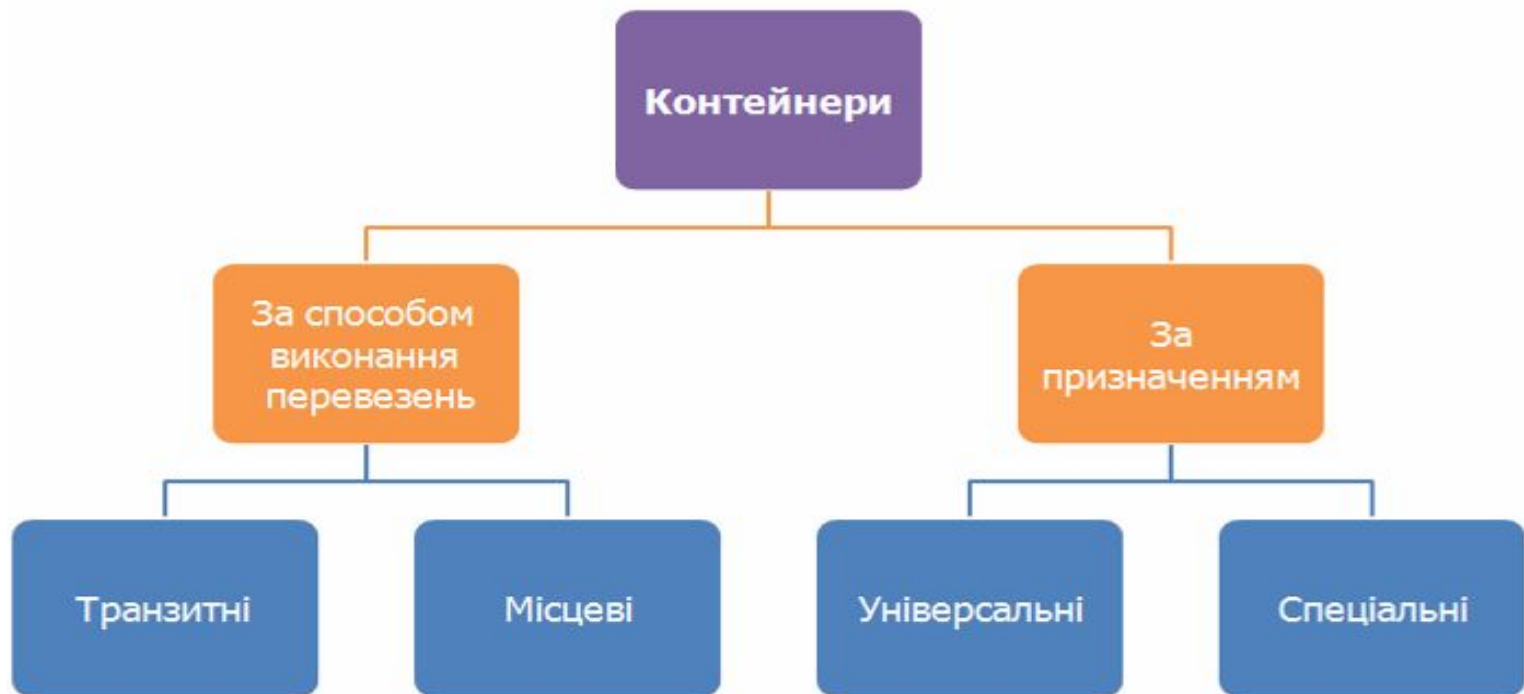 Контейнери
За способом
виконання
перевезень
За
призначенням
Транзитні
Місцеві
Універсальні
Спеціальні